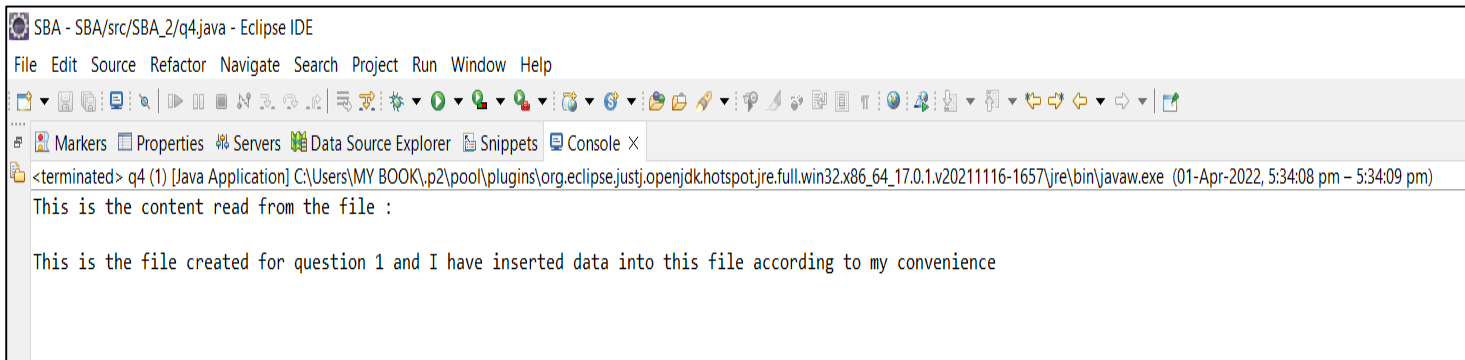 SBA - SBA/src/SBA_2/q4.java - Eclipse IDE
File Edit Source Refactor Navigate Search Project Run Window Help
Markers Properties Servers Data Source Explorer Snippets Console
<terminated> q4 (1) [Java Application] C:\Users\MY BOOK\.p2\pool\plugins\org.eclipse.justj.openjdk.hotspot.jre.full.win32.x86_64_17.0.1.v20211116-1657\jre\bin\javaw.exe (01-Apr-2022, 5:34:08 pm – 5:34:09 pm)
This is the content read from the file :
This is the file created for question 1 and I have inserted data into this file according to my convenience